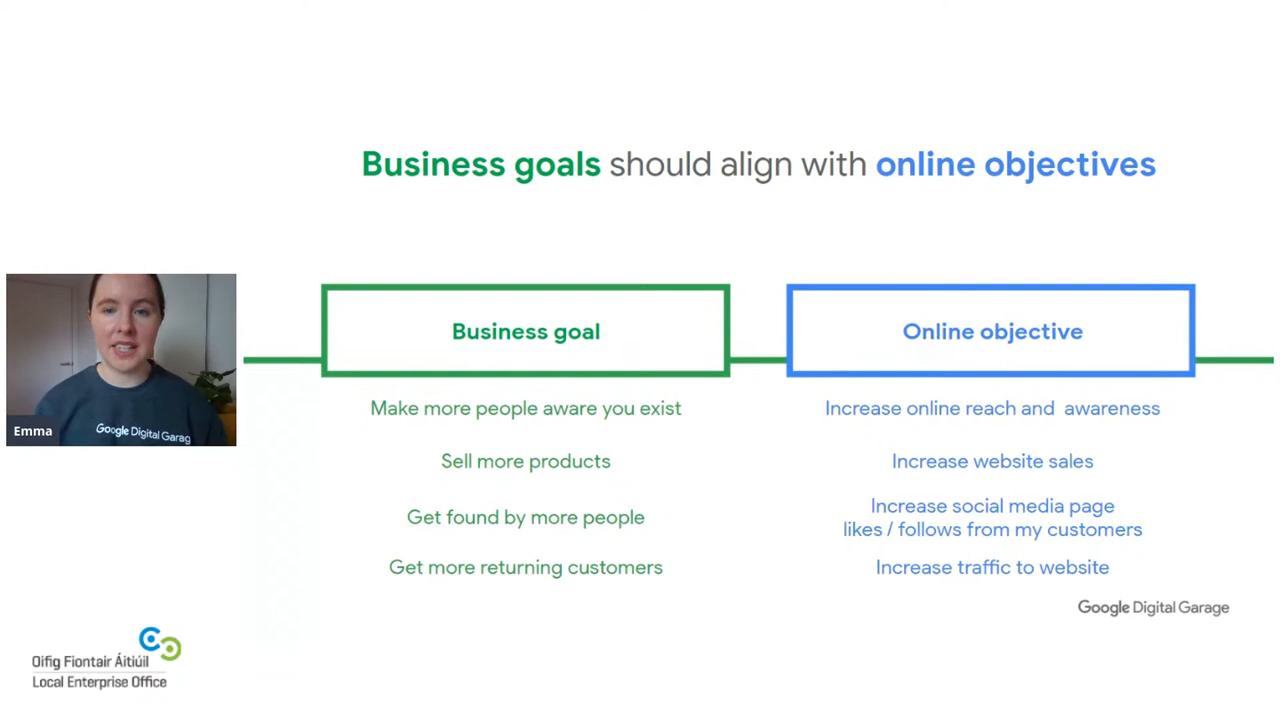 Business goals should align with online objectives
Business goal
Online objective
Make more people aware you exist
Increase online reach and awareness
Sell more products
Increase website sales
Get found by more people
Increase social media page
likes / follows from my customers
Get more returning customers
Increase traffic to website
Google Digital Garage
Emma
Google Digital Garag
Oifig Fiontair Áitiúil
Local Enterprise Office